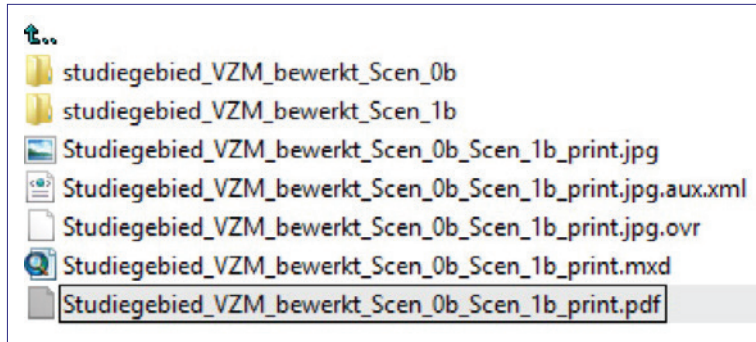 ..
studiegebied_VZM_bewerkt_Scen_0b
studiegebied_VZM_bewerkt_Scen_1b
Studiegebied_VZM_bewerkt_Scen_0b_Scen_1b_print.jpg
Studiegebied_VZM_bewerkt_Scen_0b_Scen_1b_print.jpg.aux.xml
Studiegebied_VZM_bewerkt_Scen_0b_Scen_1b_print.jpg.ovr
Studiegebied_VZM_bewerkt_Scen_0b_Scen_1b_print.mxd
Studiegebied_VZM_bewerkt_Scen_0b_Scen_1b_print.pdf